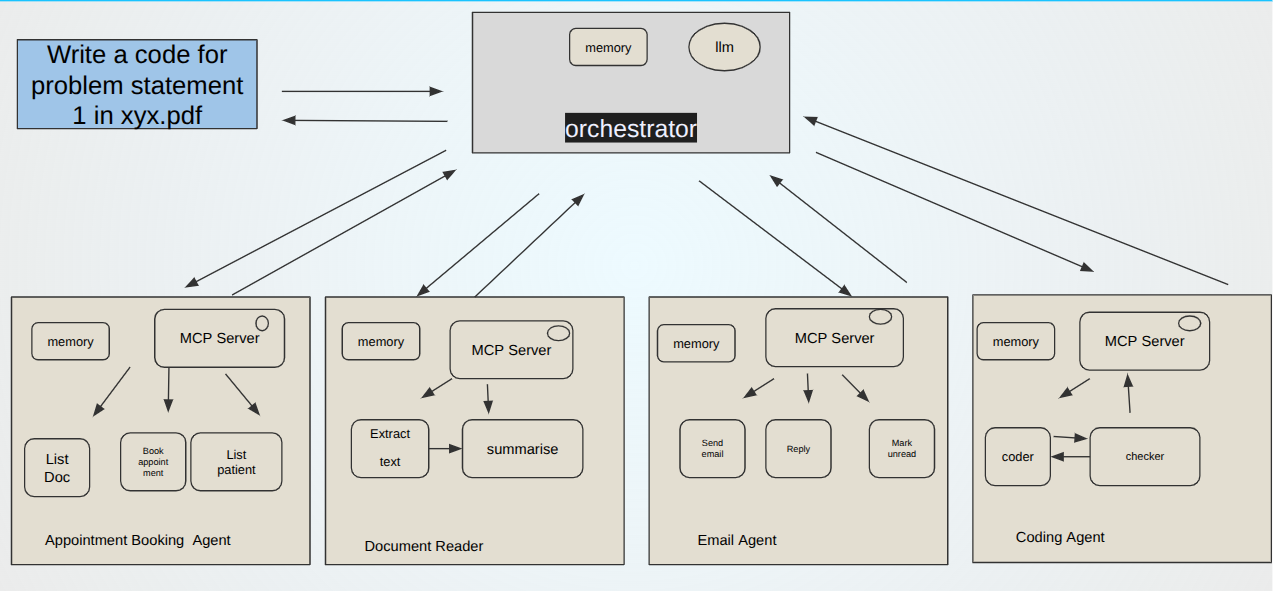 Write a code for
problem statement
1 in xyx.pdf
memory
llm
orchestrator
memory
MCP Server
List
Doc
Book
appoint
ment
List
patient
Appointment Booking Agent
memory
MCP Server
Extract
text
summarise
Document Reader
memory
MCP Server
Send
email
Reply
Mark
unread
Email Agent
memory
MCP Server
coder
checker
Coding Agent